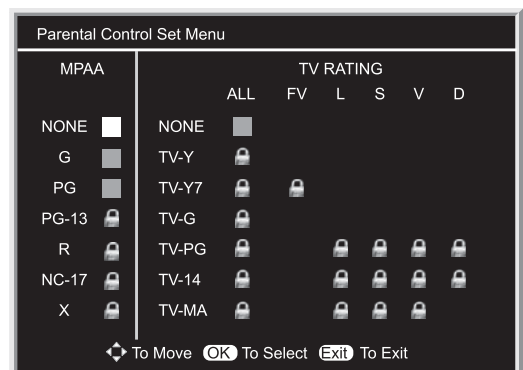 Parental Control Set Menu
MPAA TV RATING
ALL FV L S V D
NONE NONE
G TV-Y
PG TV-Y7
PG-13 TV-G
R TV-PG
NC-17 TV-14
X TV-MA
To Move OK To Select Exit To Exit